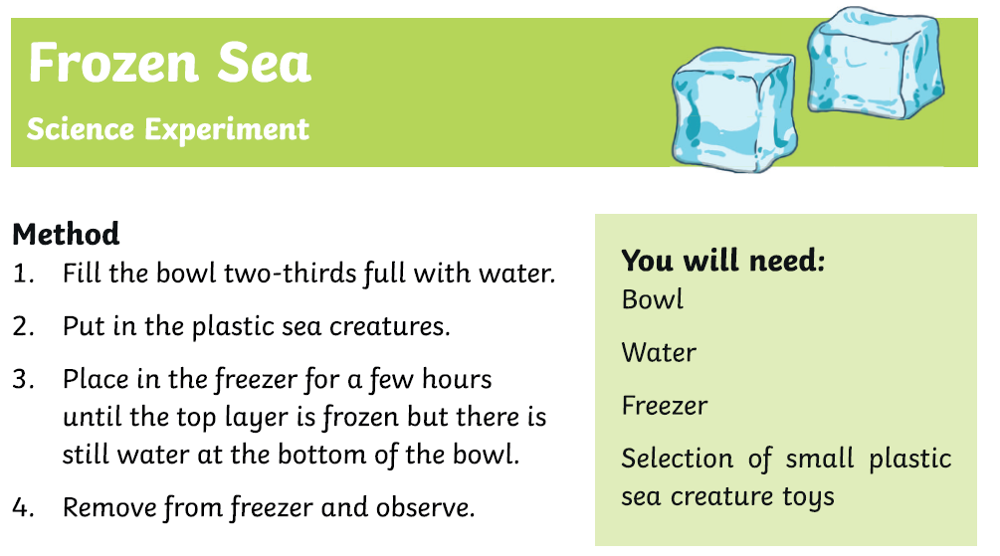 Frozen Sea
Science Experiment
Method
1. Fill the bowl two-thirds full with water.
2. Put in the plastic sea creatures.
3. Place in the freezer for a few hours
until the top layer is frozen but there is
still water at the bottom of the bowl.
4. Remove from freezer and observe.
You will need:
Bowl
Water
Freezer
Selection of small plastic
sea creature toys